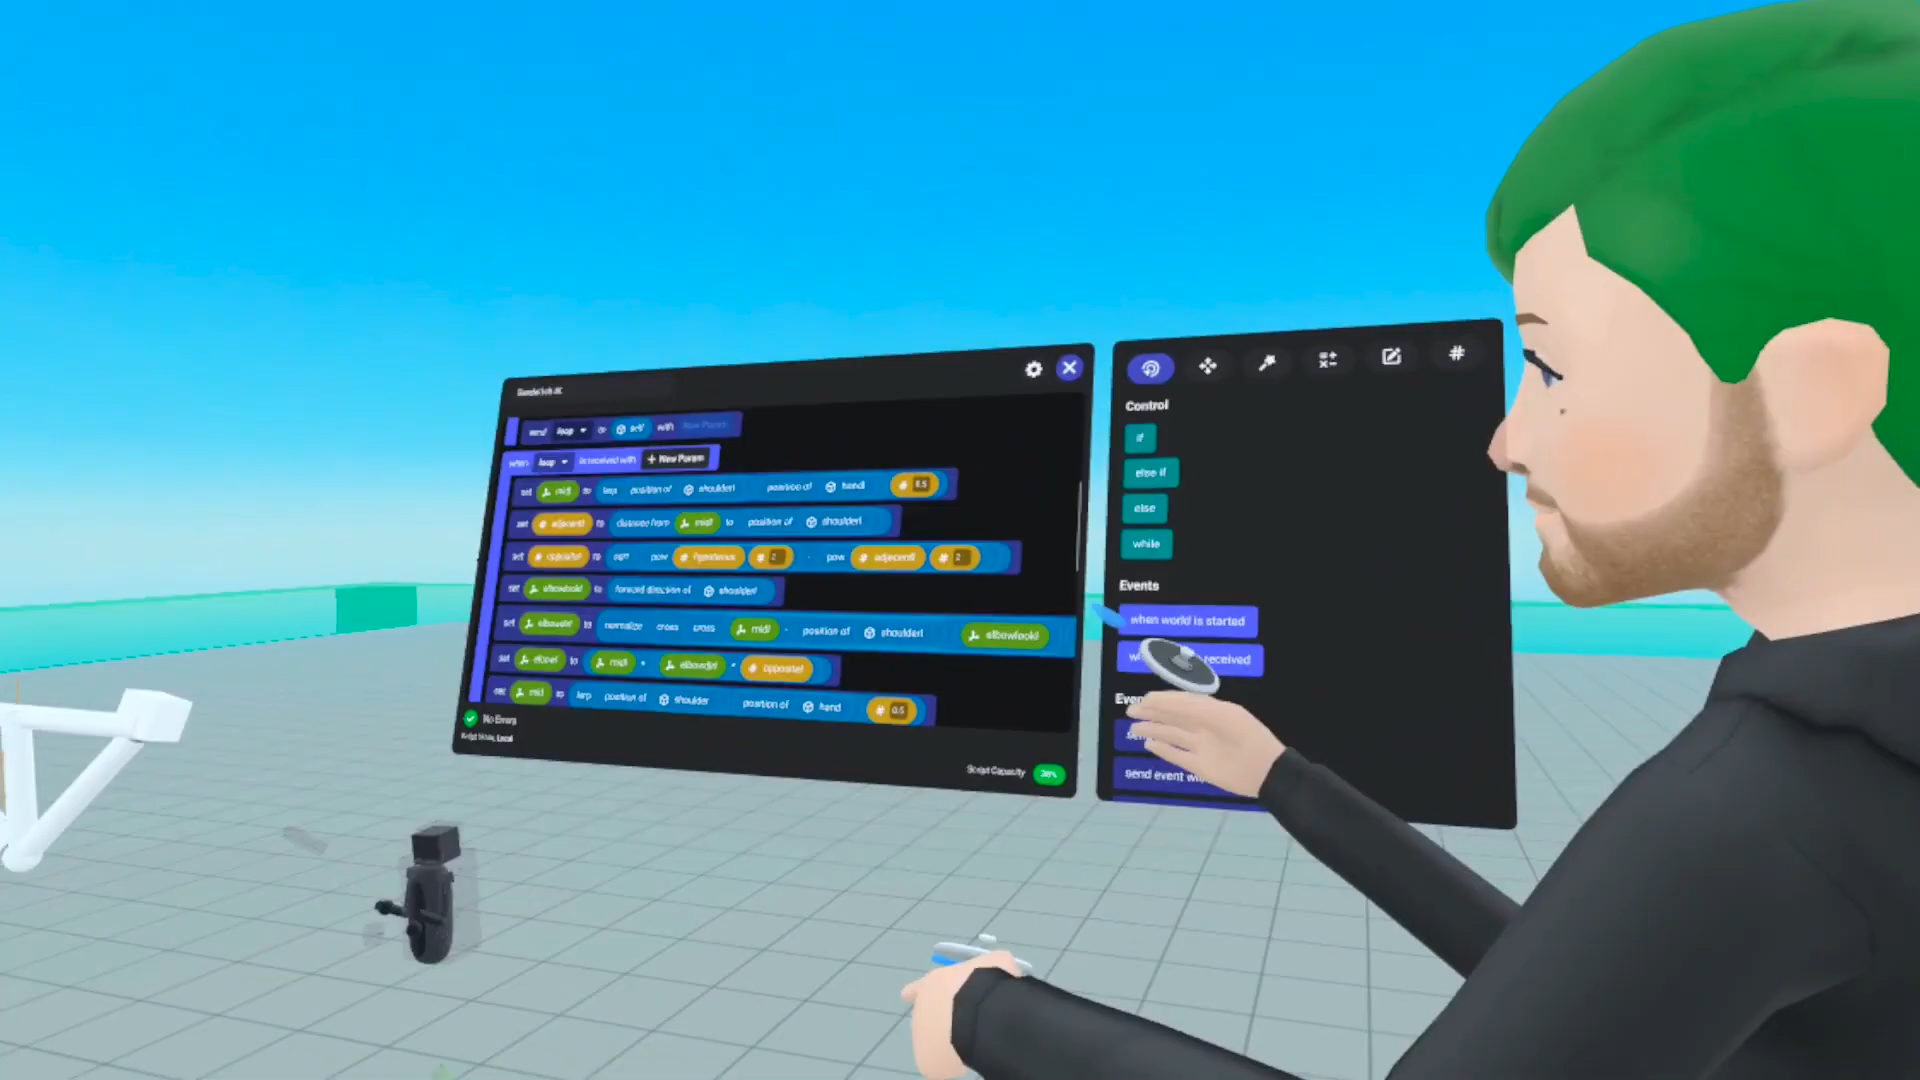 send loop to self with New Param
when loop is received with + New Param
set mid! to lerp position of shoulder! position of hand! # 0.5
set # adjacent! to distance from mid! to position of shoulder!
set # opposite! to sqrt pow # hypotenuse # 2 - pow # adjacent! # 2
set elbowlook! to forward direction of shoulder!
set to normalize cross cross mid! - position of shoulder! elbowlook!
set to mid! + elbowdir! * opposite!
set mid to lerp position of shoulder position of hand # 0.5
No Errors
Script Mode: Local
Script Capacity
#
Control
if
else if
else
while
Events
when world is started
received
send event